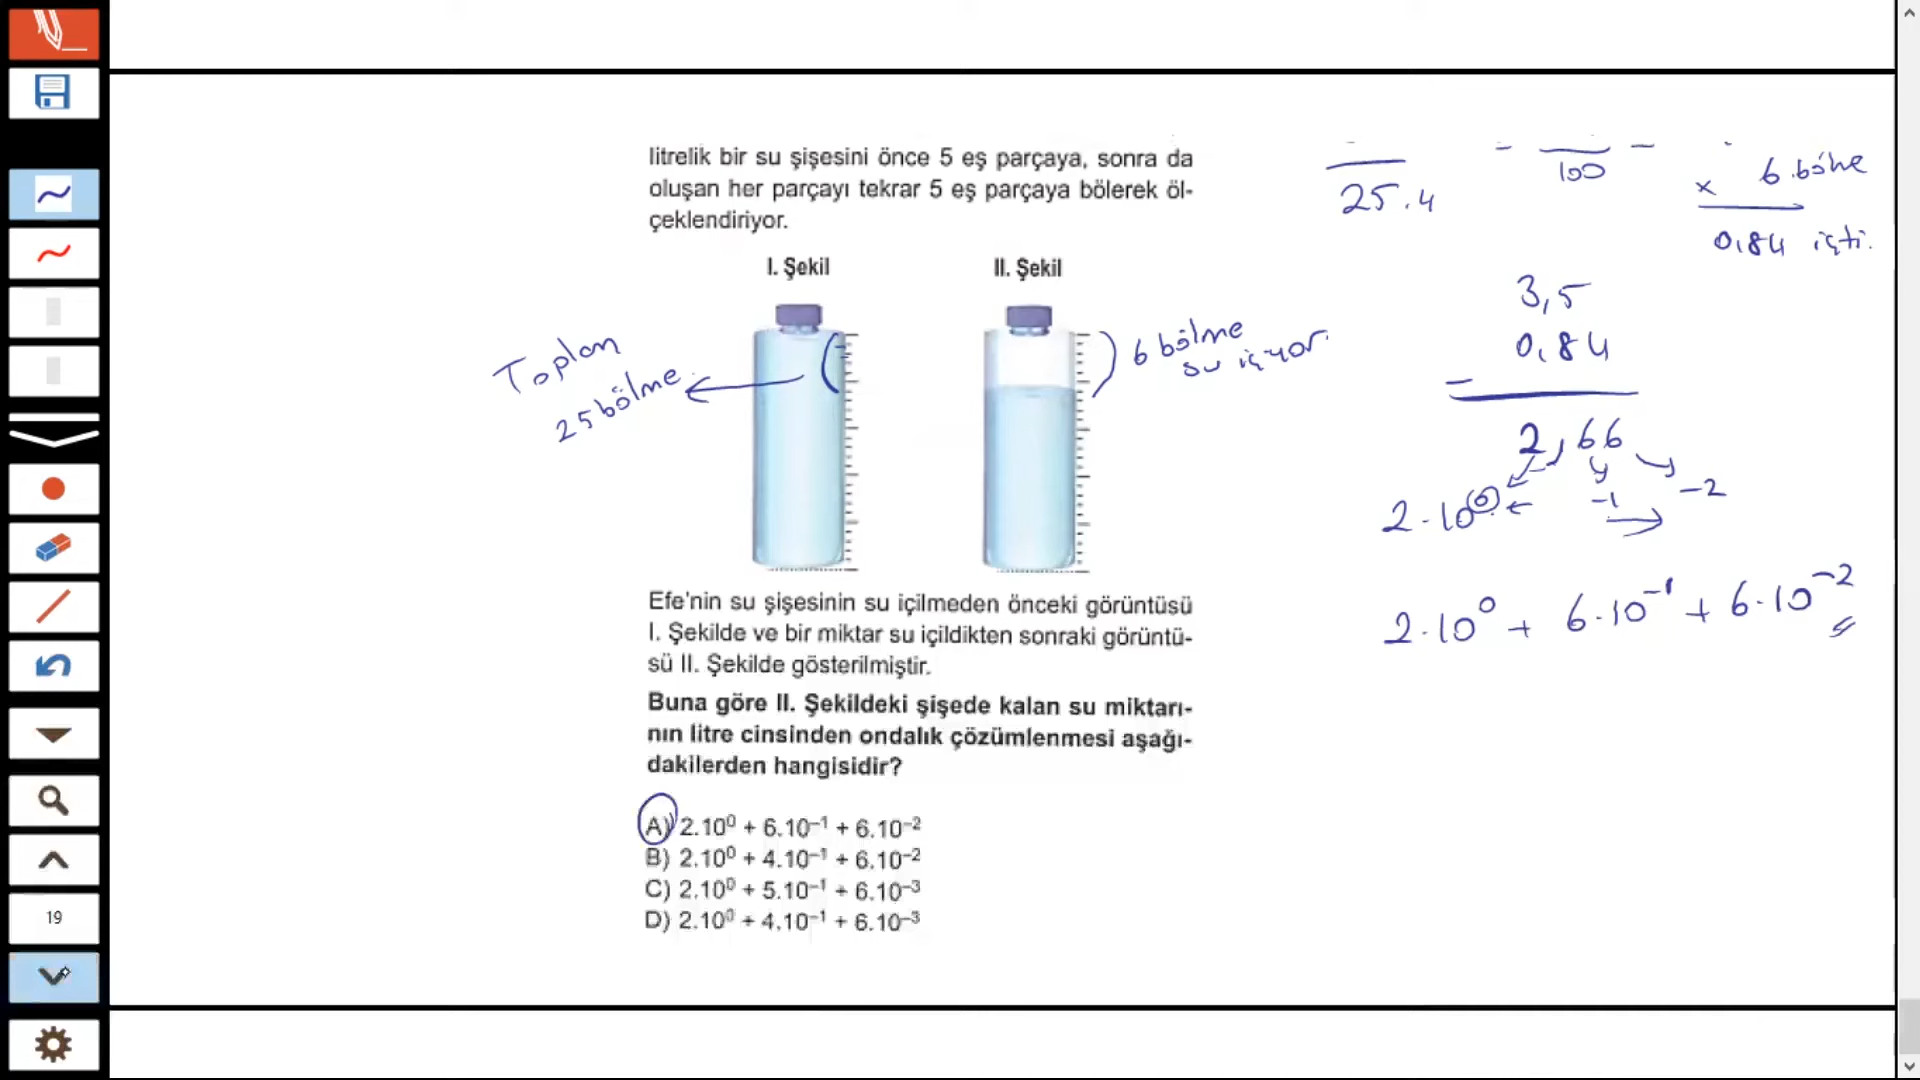 litrelik bir su şişesini önce 5 eş parçaya, sonra da
oluşan her parçayı tekrar 5 eş parçaya bölerek öl-
çeklendiriyor.
I. Şekil
II. Şekil
Toplam
25 bölme
6 bölme
su içiyor.
Efe'nin su şişesinin su içilmeden önceki görüntüsü
I. Şekilde ve bir miktar su içildikten sonraki görüntü-
sü II. Şekilde gösterilmiştir.
Buna göre II. Şekildeki şişede kalan su miktarı-
nın litre cinsinden ondalık çözümlenmesi aşağı-
dakilerden hangisidir?
A) 2.10⁰ + 6.10⁻¹ + 6.10⁻²
B) 2.10⁰ + 4.10⁻¹ + 6.10⁻²
C) 2.10⁰ + 5.10⁻¹ + 6.10⁻³
D) 2.10⁰ + 4.10⁻¹ + 6.10⁻³
25.4
100
x 6 bölme
0,84 içti.
3,5
0,84
−
2,66
2.10⁰ -1 -2
2.10⁰ + 6.10⁻¹ + 6.10⁻²
19